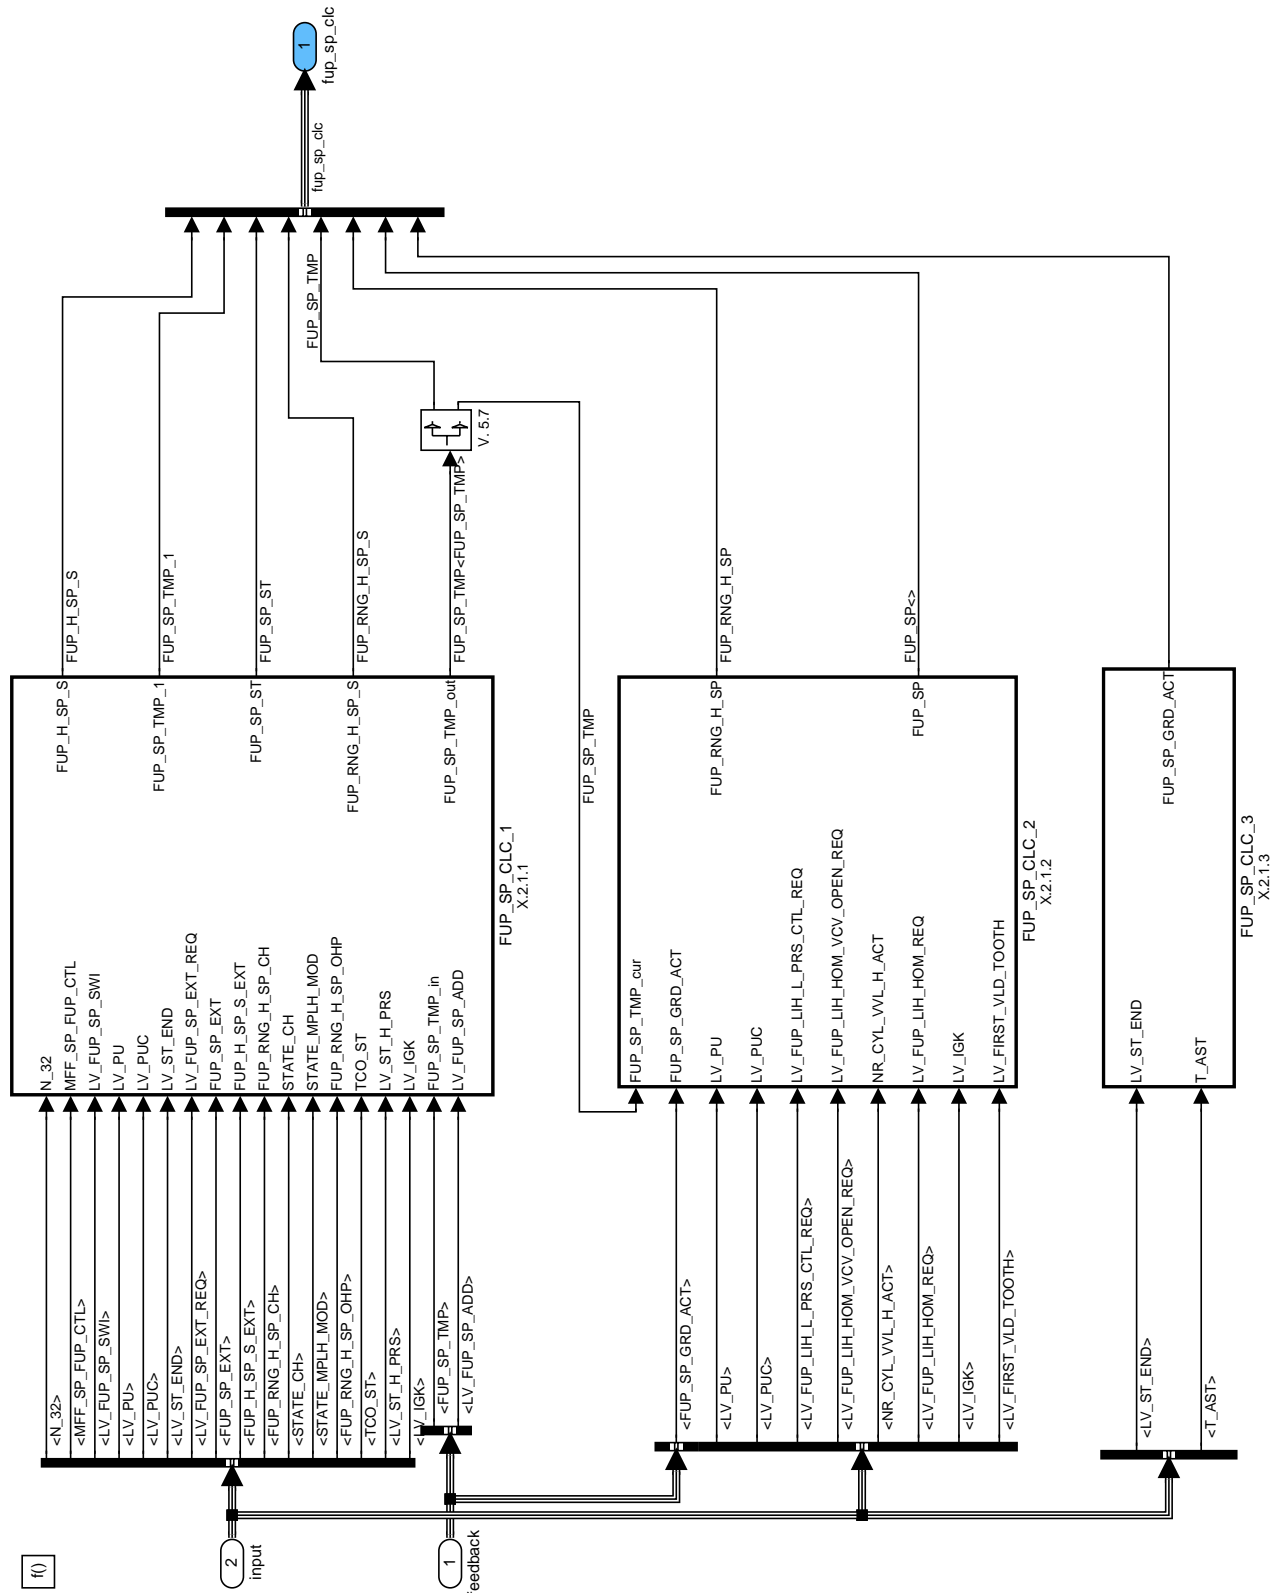 f()
2
input
1
feedback
<N_32>
<MFF_SP_FUP_CTL>
<LV_FUP_SP_SWI>
<LV_PU>
<LV_PUC>
<LV_ST_END>
<LV_FUP_SP_EXT_REQ>
<FUP_SP_EXT>
<FUP_H_SP_S_EXT>
<FUP_RNG_H_SP_CH>
<STATE_CH>
<STATE_MPLH_MOD>
<FUP_RNG_H_SP_OHP>
<TCO_ST>
<LV_ST_H_PRS>
<LV_IGK>
<FUP_SP_TMP>
<LV_FUP_SP_ADD>
N_32
MFF_SP_FUP_CTL
LV_FUP_SP_SWI
LV_PU
LV_PUC
LV_ST_END
LV_FUP_SP_EXT_REQ
FUP_SP_EXT
FUP_H_SP_S_EXT
FUP_RNG_H_SP_CH
STATE_CH
STATE_MPLH_MOD
FUP_RNG_H_SP_OHP
TCO_ST
LV_ST_H_PRS
LV_IGK
FUP_SP_TMP_in
LV_FUP_SP_ADD
FUP_H_SP_S
FUP_SP_TMP_1
FUP_SP_ST
FUP_RNG_H_SP_S
FUP_SP_TMP_out
FUP_SP_CLC_1
X.2.1.1
FUP_H_SP_S
FUP_SP_TMP_1
FUP_SP_ST
FUP_RNG_H_SP_S
FUP_SP_TMP<FUP_SP_TMP>
V. 5.7
FUP_SP_TMP
FUP_SP_TMP
<FUP_SP_GRD_ACT>
<LV_PU>
<LV_PUC>
<LV_FUP_LIH_L_PRS_CTL_REQ>
<LV_FUP_LIH_HOM_VCV_OPEN_REQ>
<NR_CYL_VVL_H_ACT>
<LV_FUP_LIH_HOM_REQ>
<LV_IGK>
<LV_FIRST_VLD_TOOTH>
FUP_SP_TMP_cur
FUP_SP_GRD_ACT
LV_PU
LV_PUC
LV_FUP_LIH_L_PRS_CTL_REQ
LV_FUP_LIH_HOM_VCV_OPEN_REQ
NR_CYL_VVL_H_ACT
LV_FUP_LIH_HOM_REQ
LV_IGK
LV_FIRST_VLD_TOOTH
FUP_RNG_H_SP
FUP_SP
FUP_SP_CLC_2
X.2.1.2
FUP_RNG_H_SP
FUP_SP<>
<LV_ST_END>
<T_AST>
LV_ST_END
T_AST
FUP_SP_GRD_ACT
FUP_SP_CLC_3
X.2.1.3
fup_sp_clc
1
fup_sp_clc